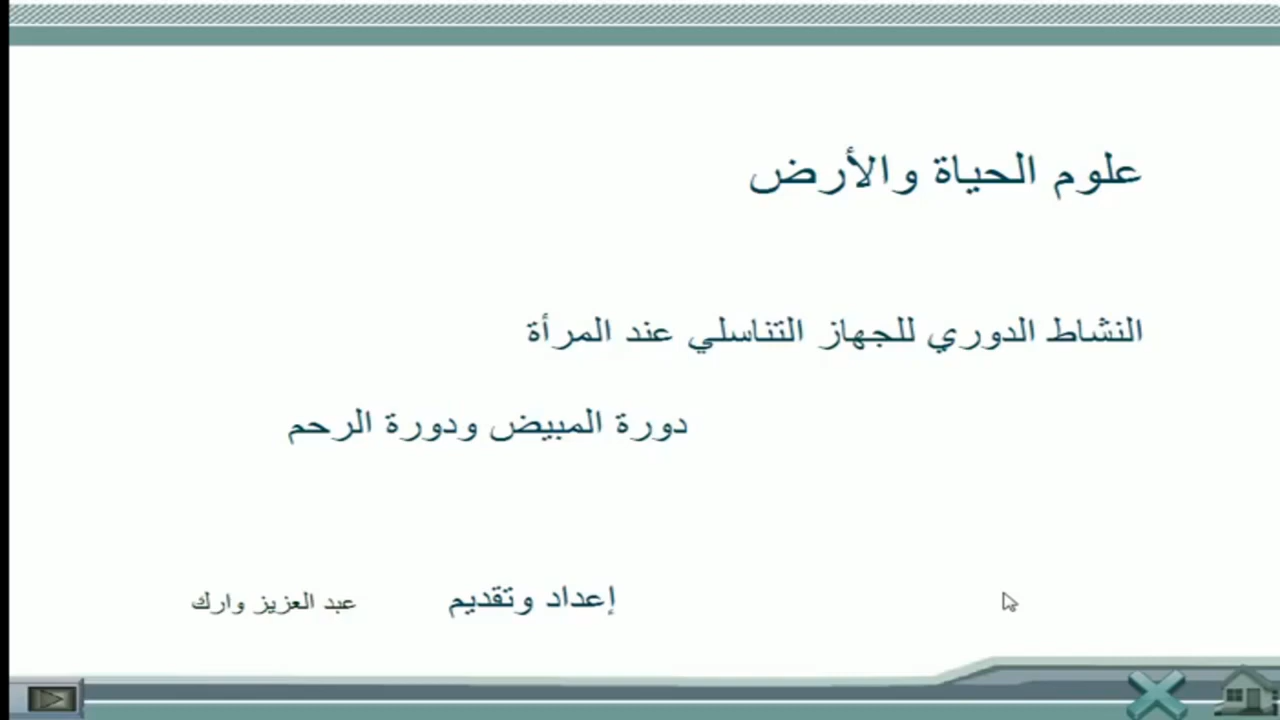 علوم الحياة والأرض
النشاط الدوري للجهاز التناسلي عند المرأة
دورة المبيض ودورة الرحم
إعداد وتقديم عبد العزيز وارك